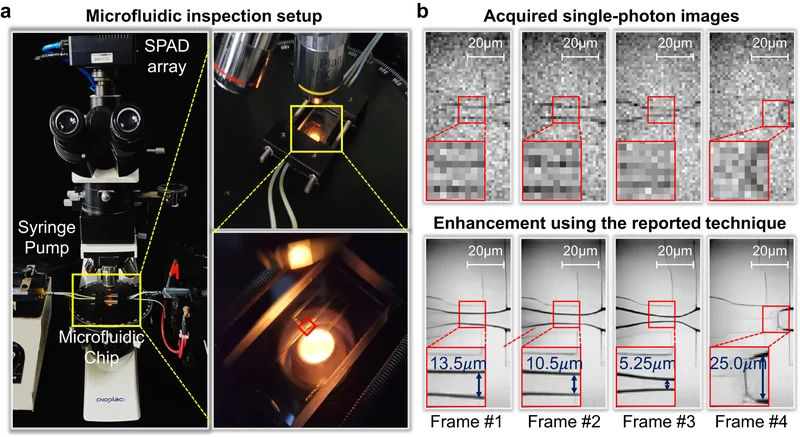 a
Microfluidic inspection setup
SPAD
array
Syringe
Pump
Microfluidic
Chip
cnoptec
Plan
b
Acquired single-photon images
20μm
20μm
20μm
20μm
Enhancement using the reported technique
20μm
20μm
20μm
20μm
13.5μm
10.5μm
5.25μm
25.0μm
Frame #1
Frame #2
Frame #3
Frame #4